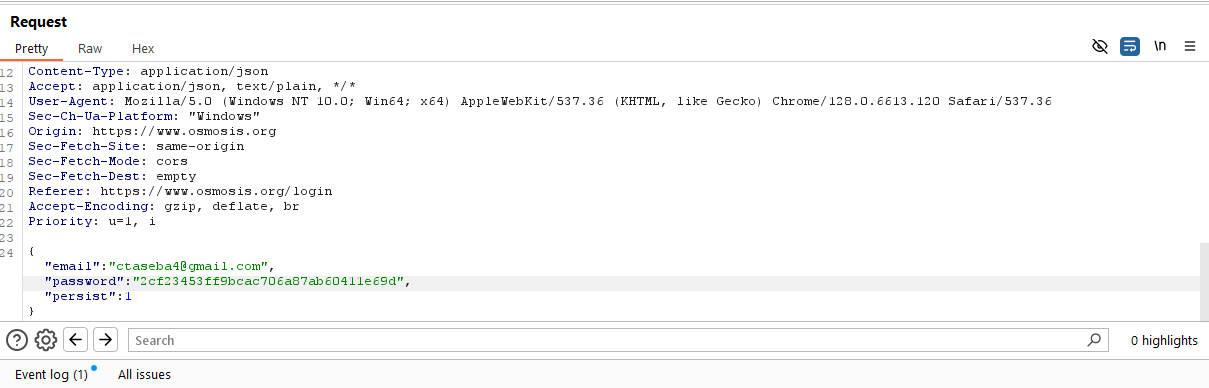 Request
Pretty Raw Hex \n
12 Content-Type: application/json
13 Accept: application/json, text/plain, */*
14 User-Agent: Mozilla/5.0 (Windows NT 10.0; Win64; x64) AppleWebKit/537.36 (KHTML, like Gecko) Chrome/128.0.6613.120 Safari/537.36
15 Sec-Ch-Ua-Platform: "Windows"
16 Origin: https://www.osmosis.org
17 Sec-Fetch-Site: same-origin
18 Sec-Fetch-Mode: cors
19 Sec-Fetch-Dest: empty
20 Referer: https://www.osmosis.org/login
21 Accept-Encoding: gzip, deflate, br
22 Priority: u=1, i
23
24 {
"email":"ctaseba4@gmail.com",
"password":"2cf23453ff9bcac706a87ab60411e69d",
"persist":1
}
Search 0 highlights
Event log (1) All issues